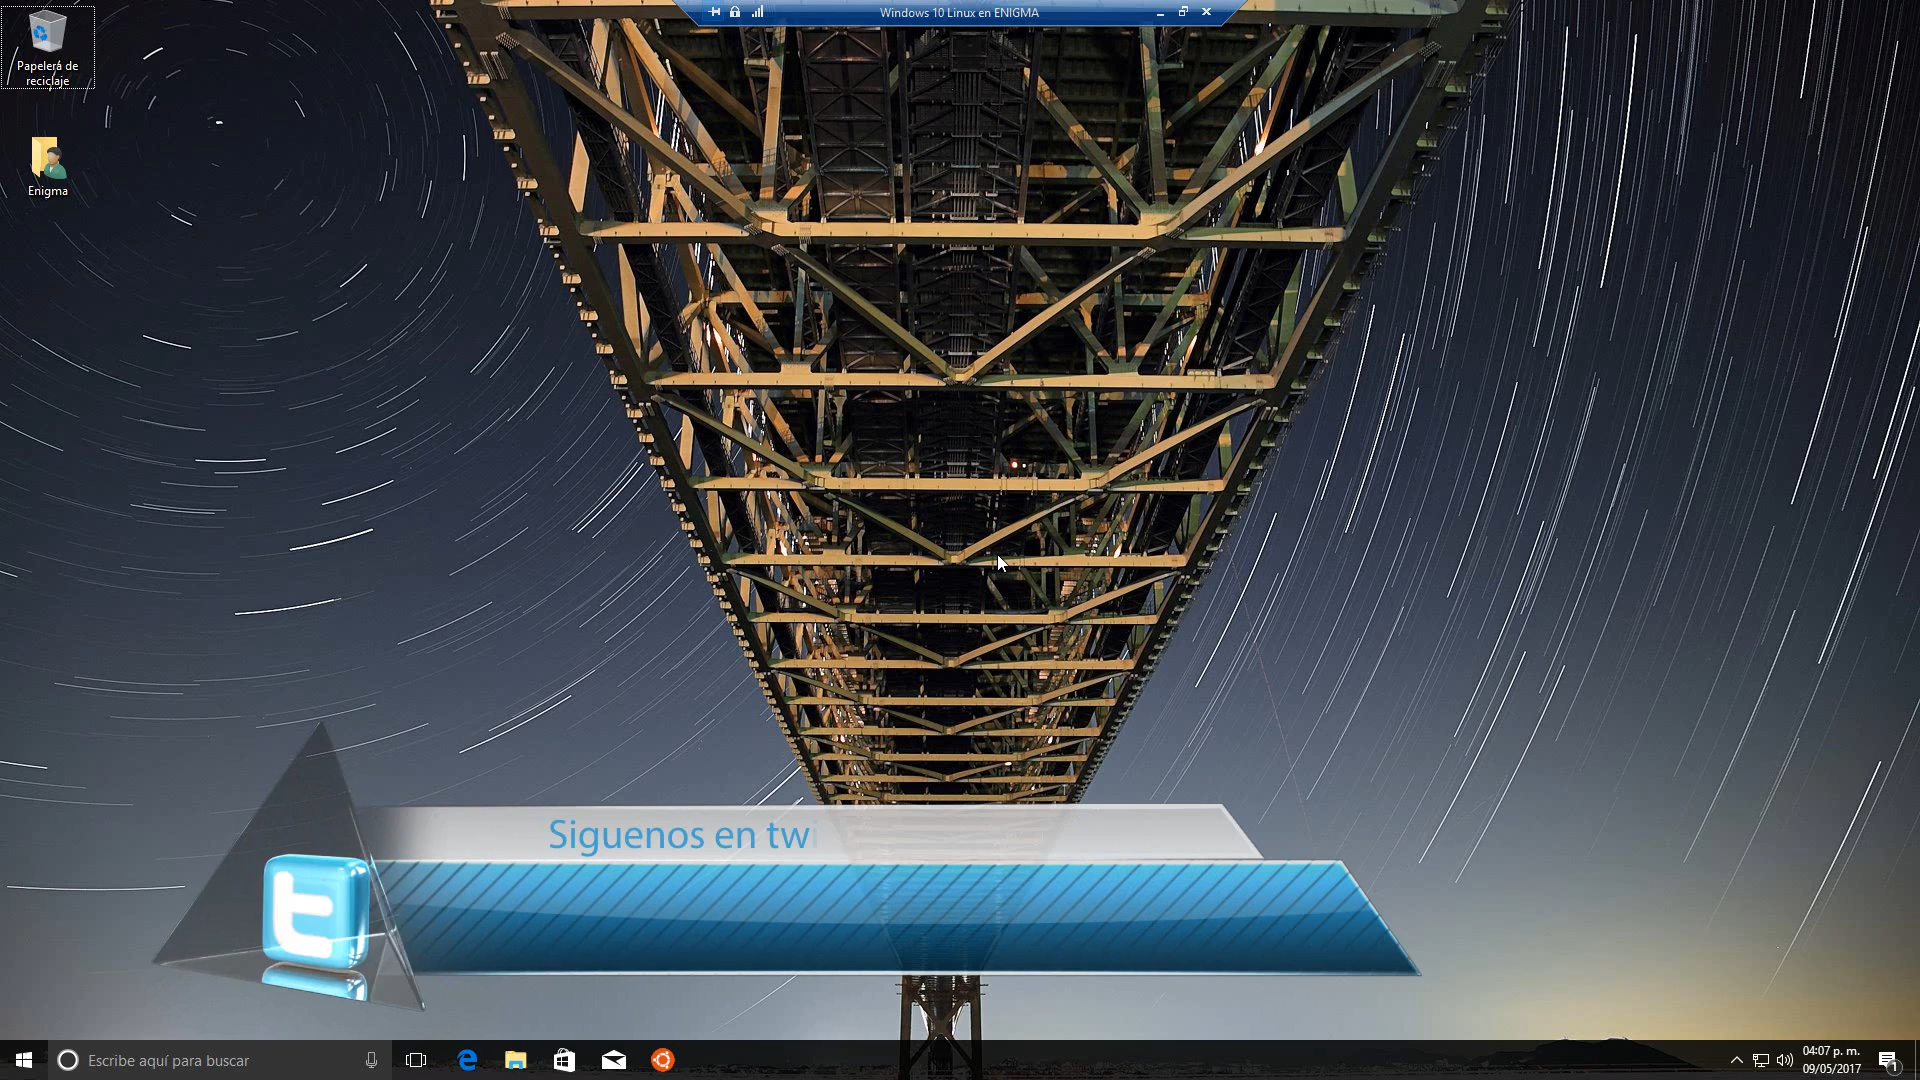 Windows 10 Linux en ENIGMA
Papelera de
reciclaje
Enigma
Siguenos en twi
Escribe aquí para buscar
04:07 p. m.
09/05/2017
1